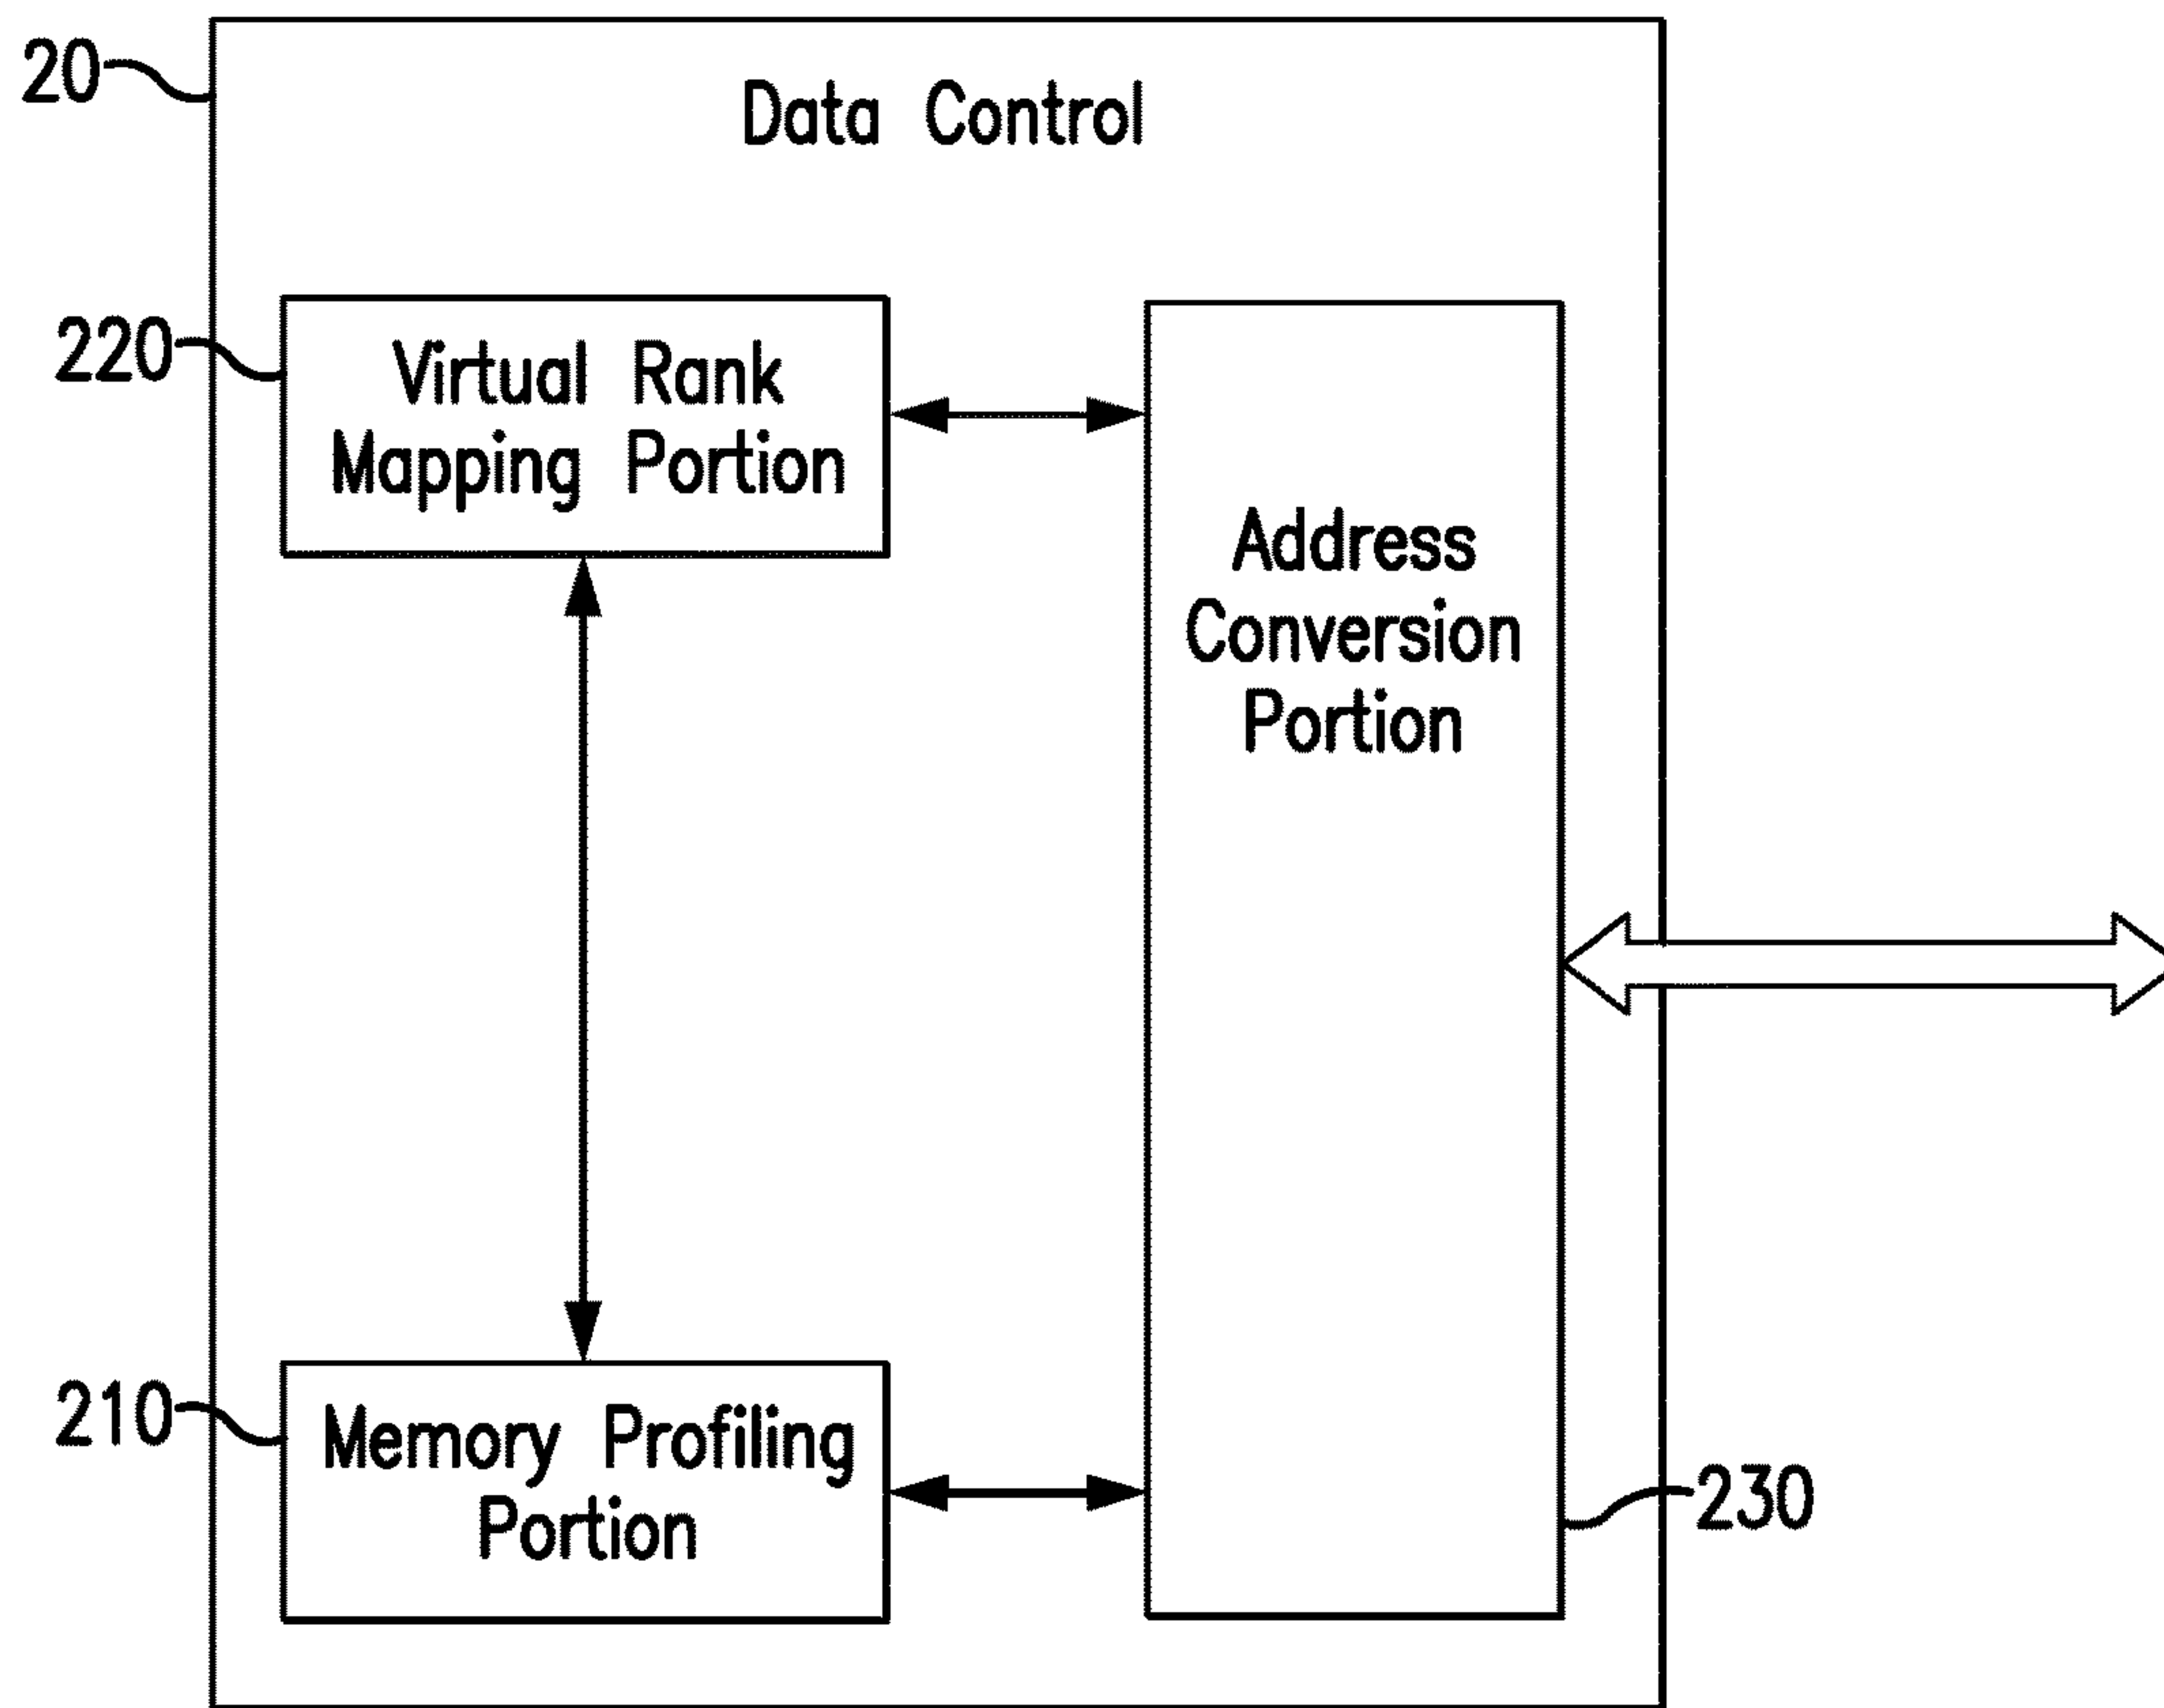 20
Data Control
220
Virtual Rank
Mapping Portion
Address
Conversion
Portion
210
Memory Profiling
Portion
230